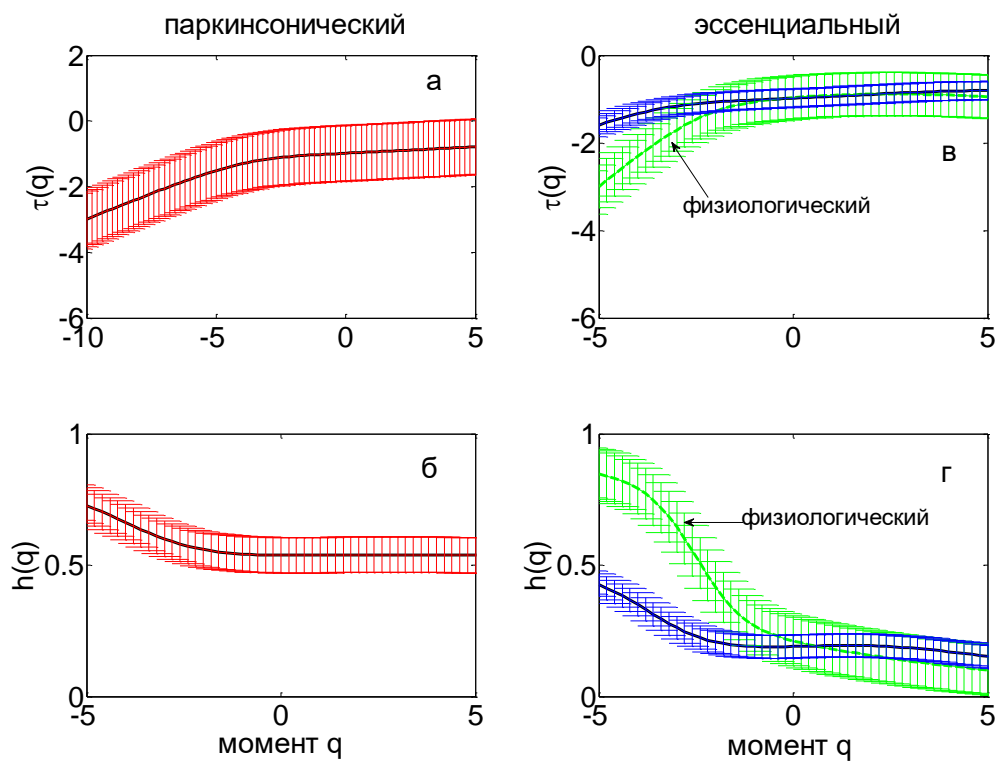 паркинсонический
эссенциальный
2
0
-2
-4
-6
-10
-5
0
5
τ(q)
а
0
-2
-4
-6
-5
0
5
τ(q)
в
физиологический
1
0.5
0
-5
0
5
h(q)
б
момент q
1
0.5
0
-5
0
5
h(q)
г
физиологический
момент q